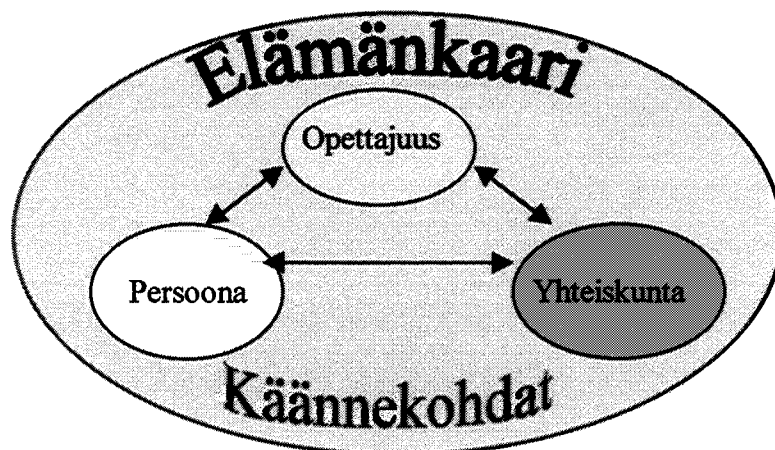 Elämänkaari
Opettajuus
Persoona
Yhteiskunta
Käännekohdat